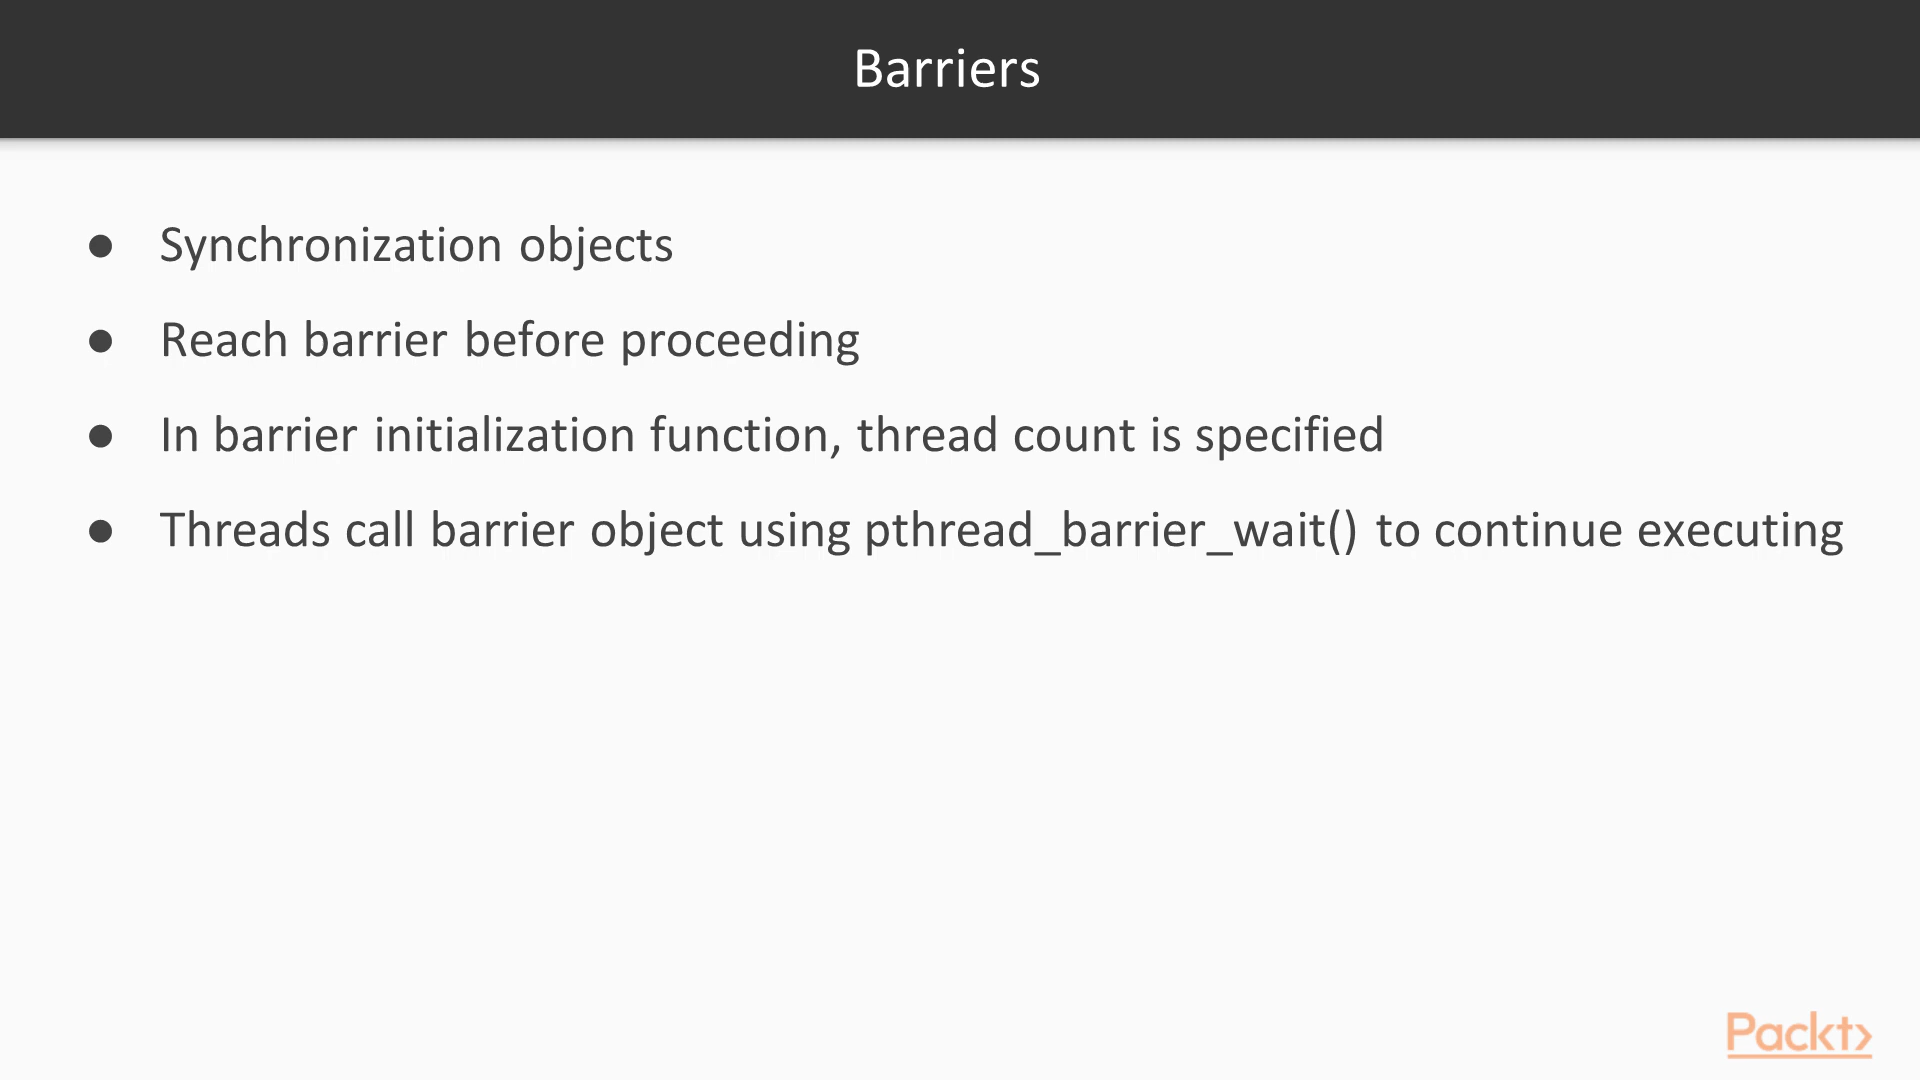 Barriers
● Synchronization objects
● Reach barrier before proceeding
● In barrier initialization function, thread count is specified
● Threads call barrier object using pthread_barrier_wait() to continue executing
Packt>